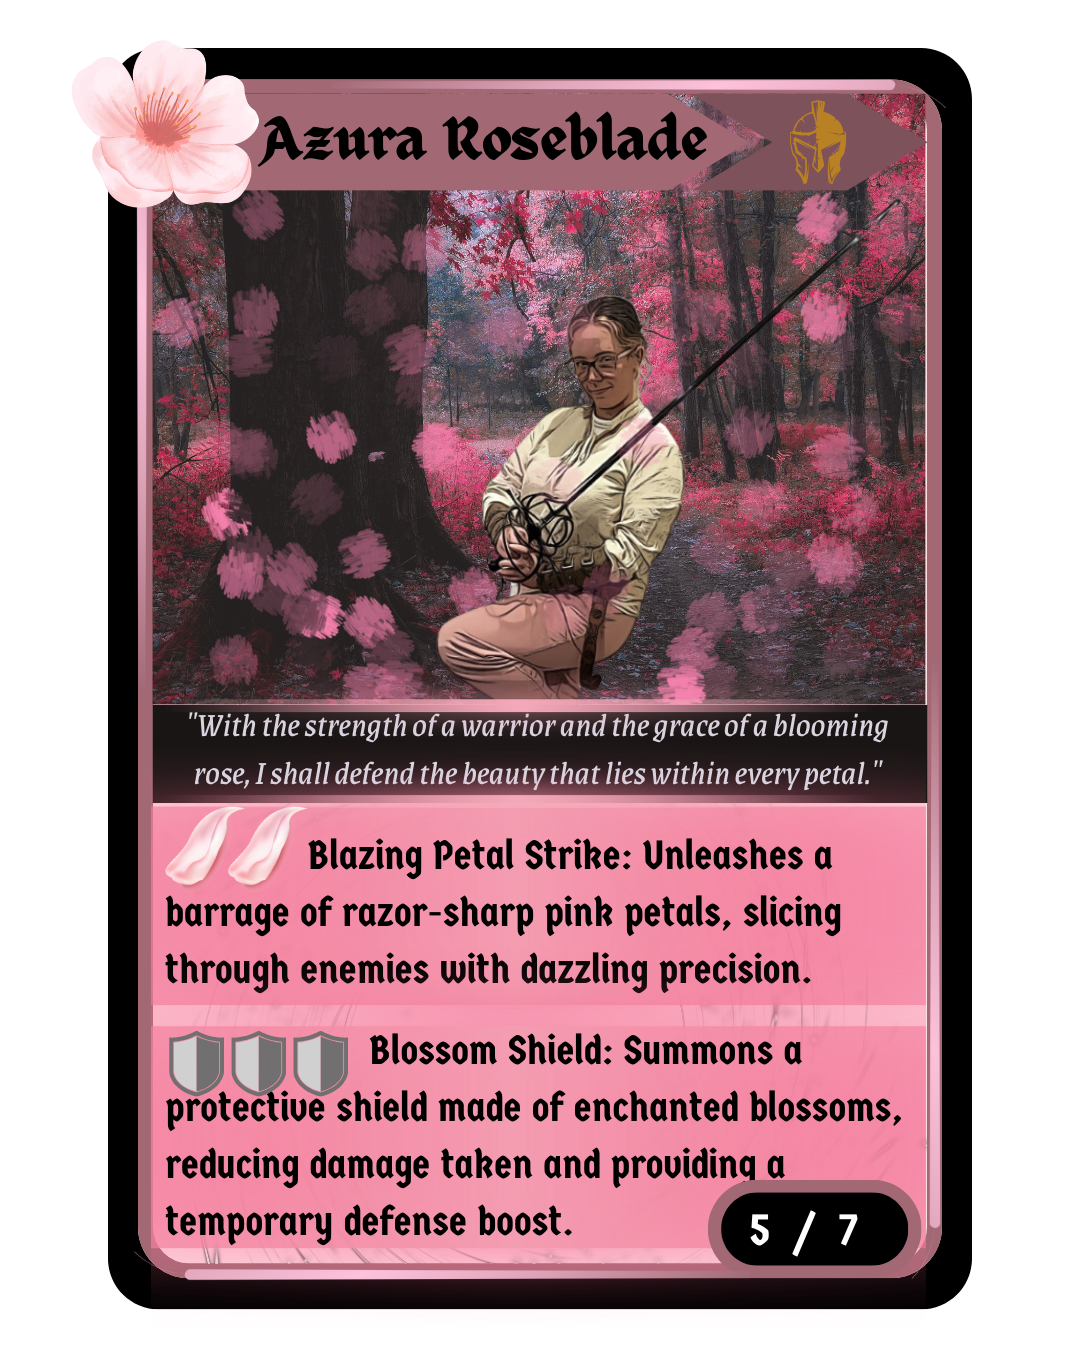 Azura Roseblade
"With the strength of a warrior and the grace of a blooming
rose, I shall defend the beauty that lies within every petal."
Blazing Petal Strike: Unleashes a
barrage of razor-sharp pink petals, slicing
through enemies with dazzling precision.
Blossom Shield: Summons a
protective shield made of enchanted blossoms,
reducing damage taken and providing a
temporary defense boost.
5 / 7